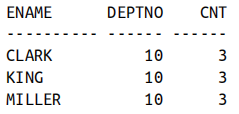 ENAME DEPTNO CNT
---------- ------ ------
CLARK 10 3
KING 10 3
MILLER 10 3